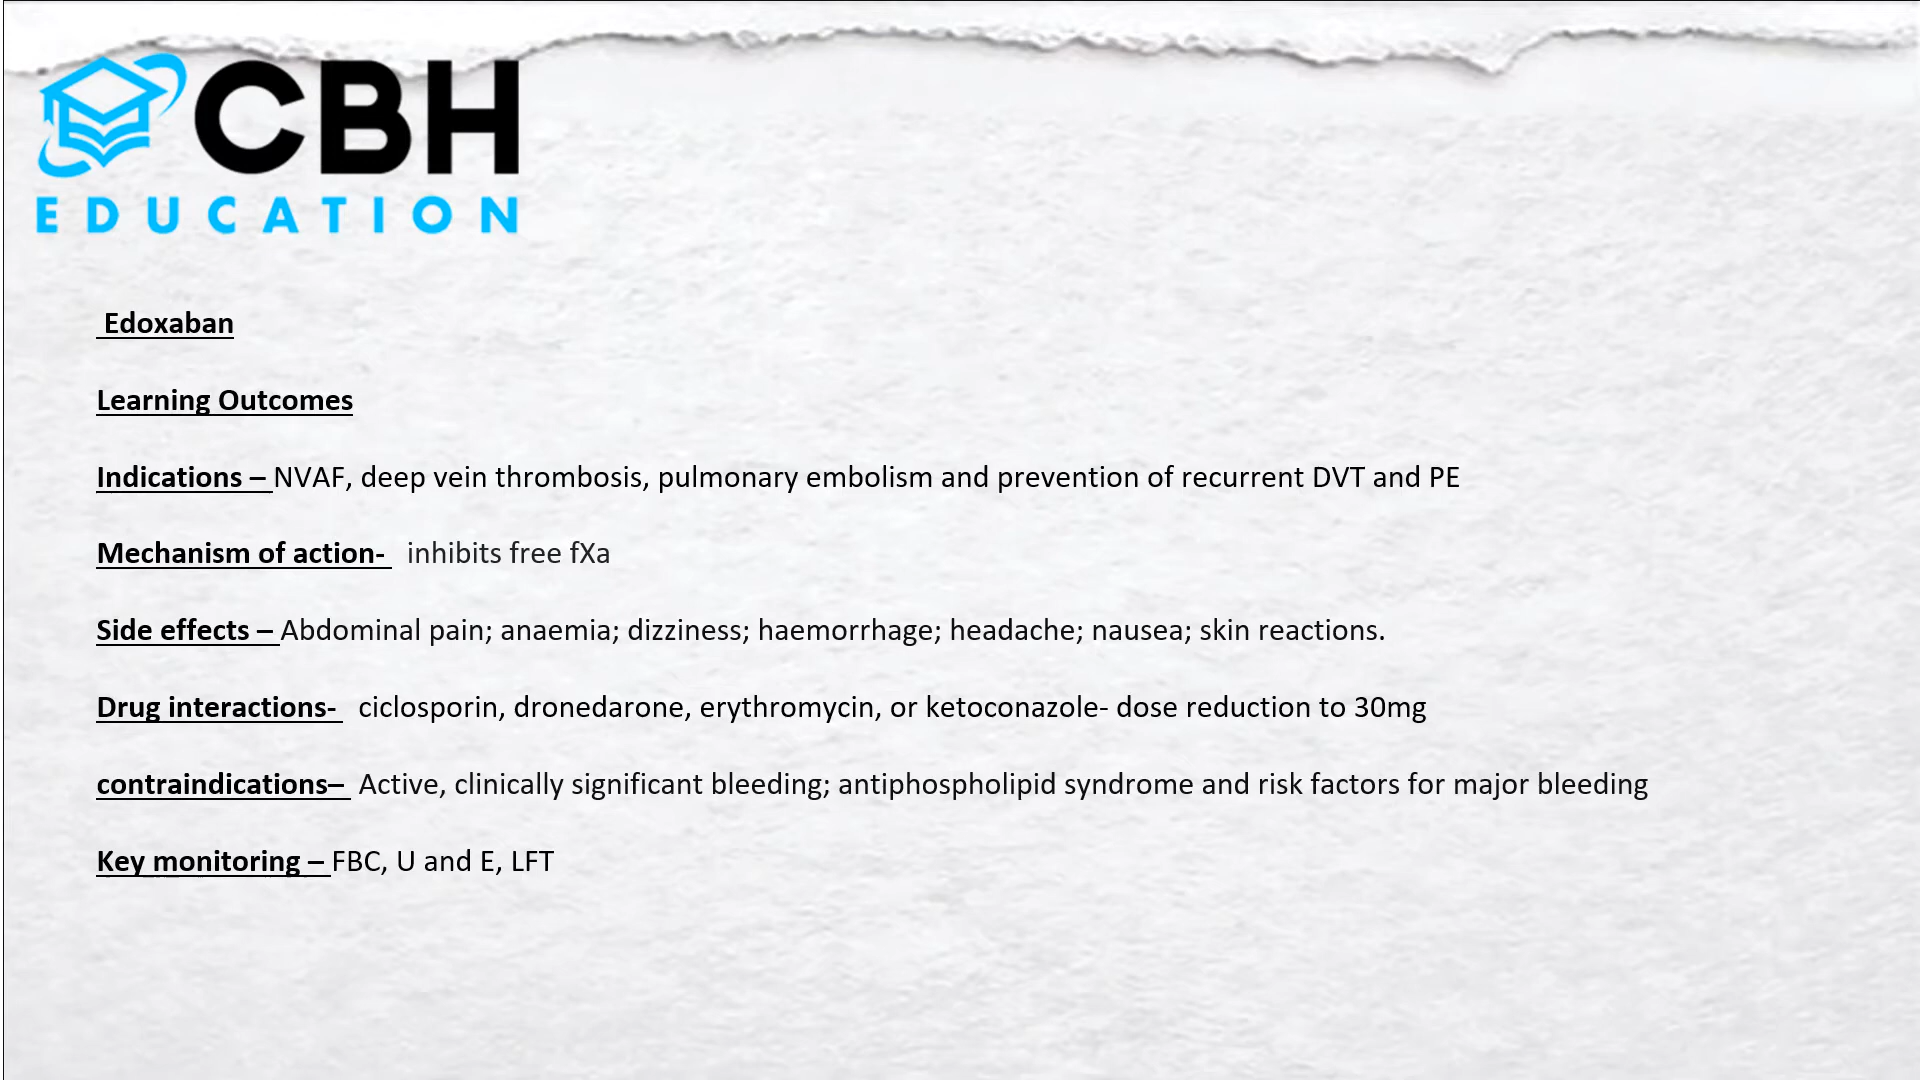 CBH
EDUCATION
Edoxaban
Learning Outcomes
Indications – NVAF, deep vein thrombosis, pulmonary embolism and prevention of recurrent DVT and PE
Mechanism of action- inhibits free fXa
Side effects – Abdominal pain; anaemia; dizziness; haemorrhage; headache; nausea; skin reactions.
Drug interactions- ciclosporin, dronedarone, erythromycin, or ketoconazole- dose reduction to 30mg
contraindications– Active, clinically significant bleeding; antiphospholipid syndrome and risk factors for major bleeding
Key monitoring – FBC, U and E, LFT